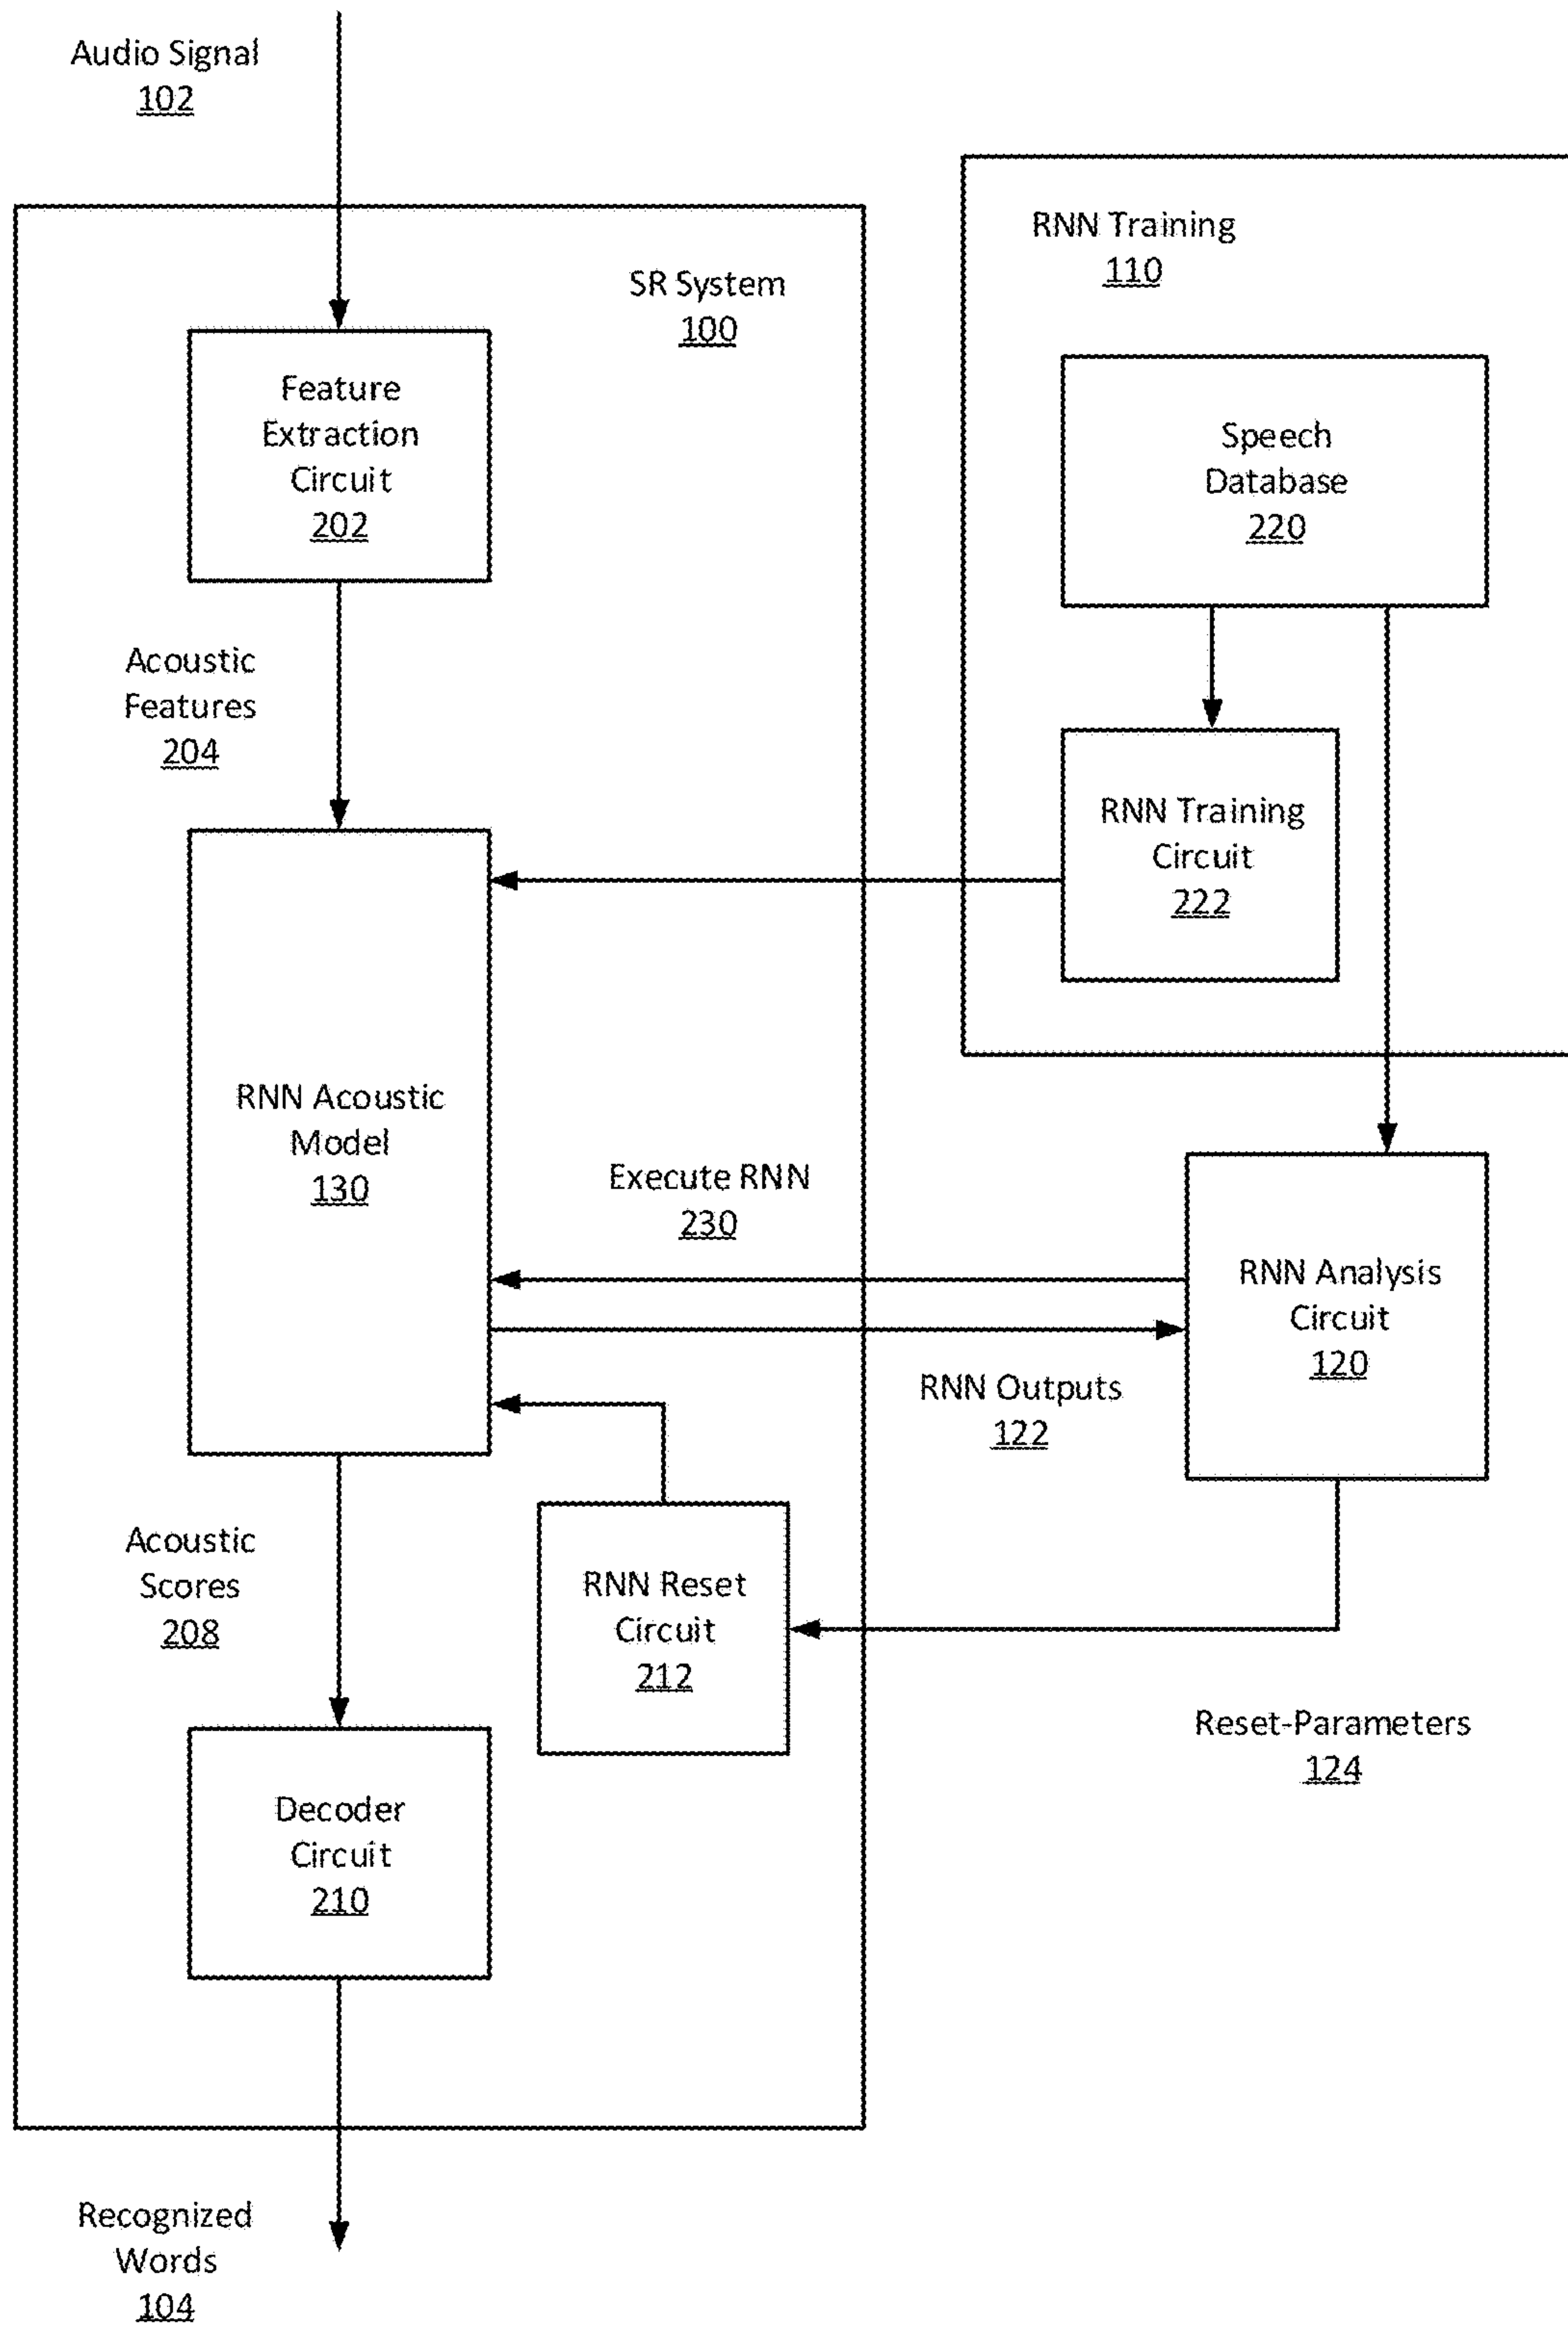 Audio Signal
102
RNN Training
110
SR System
100
Feature
Extraction
Circuit
202
Speech
Database
220
Acoustic
Features
204
RNN Training
Circuit
222
RNN Acoustic
Model
130
Execute RNN
230
RNN Analysis
Circuit
120
RNN Outputs
122
Acoustic
Scores
208
RNN Reset
Circuit
212
Reset-Parameters
124
Decoder
Circuit
210
Recognized
Words
104